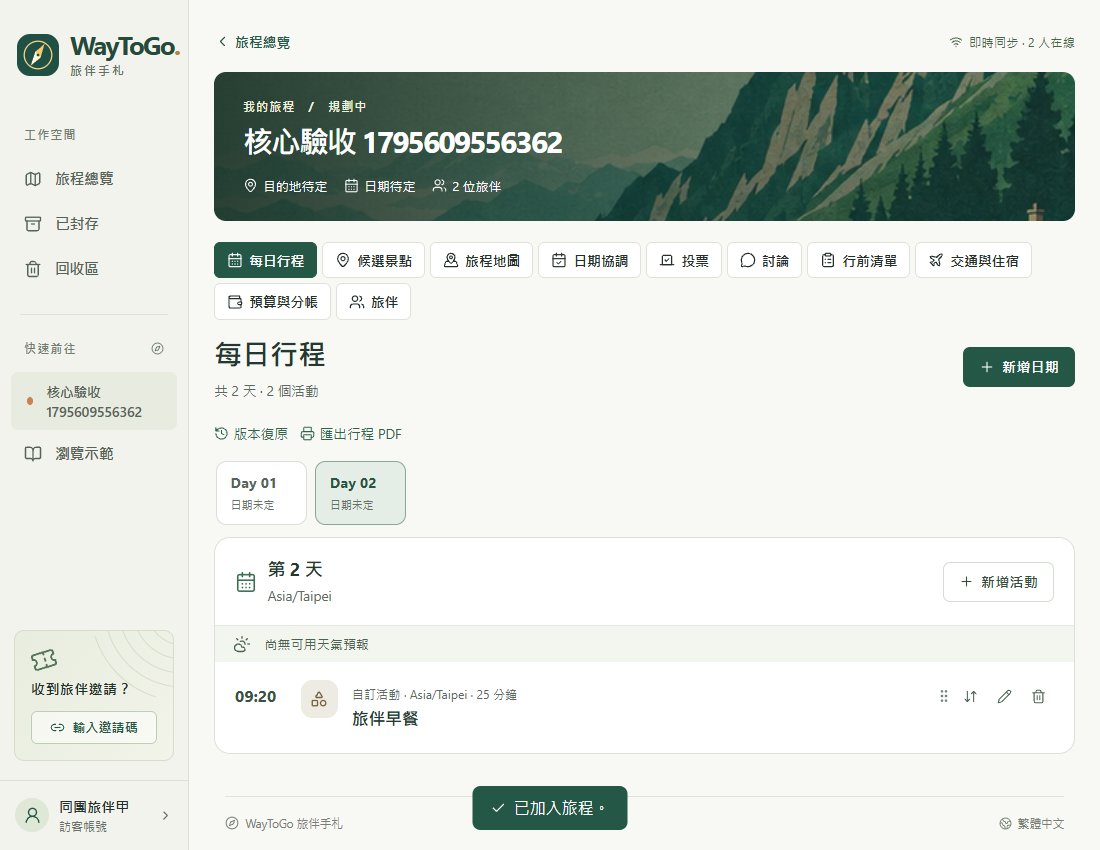 WayToGo.
旅伴手札
工作空間
旅程總覽
已封存
回收區
快速前往
核心驗收
1795609556362
瀏覽示範
收到旅伴邀請？
輸入邀請碼
同團旅伴甲
訪客帳號
旅程總覽
即時同步 · 2 人在線
我的旅程 / 規劃中
核心驗收 1795609556362
目的地待定 日期待定 2 位旅伴
每日行程 候選景點 旅程地圖 日期協調 投票 討論 行前清單 交通與住宿
預算與分帳 旅伴
每日行程
共 2 天 · 2 個活動
新增日期
版本復原 匯出行程 PDF
Day 01
日期未定
Day 02
日期未定
第 2 天
Asia/Taipei
新增活動
尚無可用天氣預報
09:20
自訂活動 · Asia/Taipei · 25 分鐘
旅伴早餐
已加入旅程。
WayToGo 旅伴手札
繁體中文